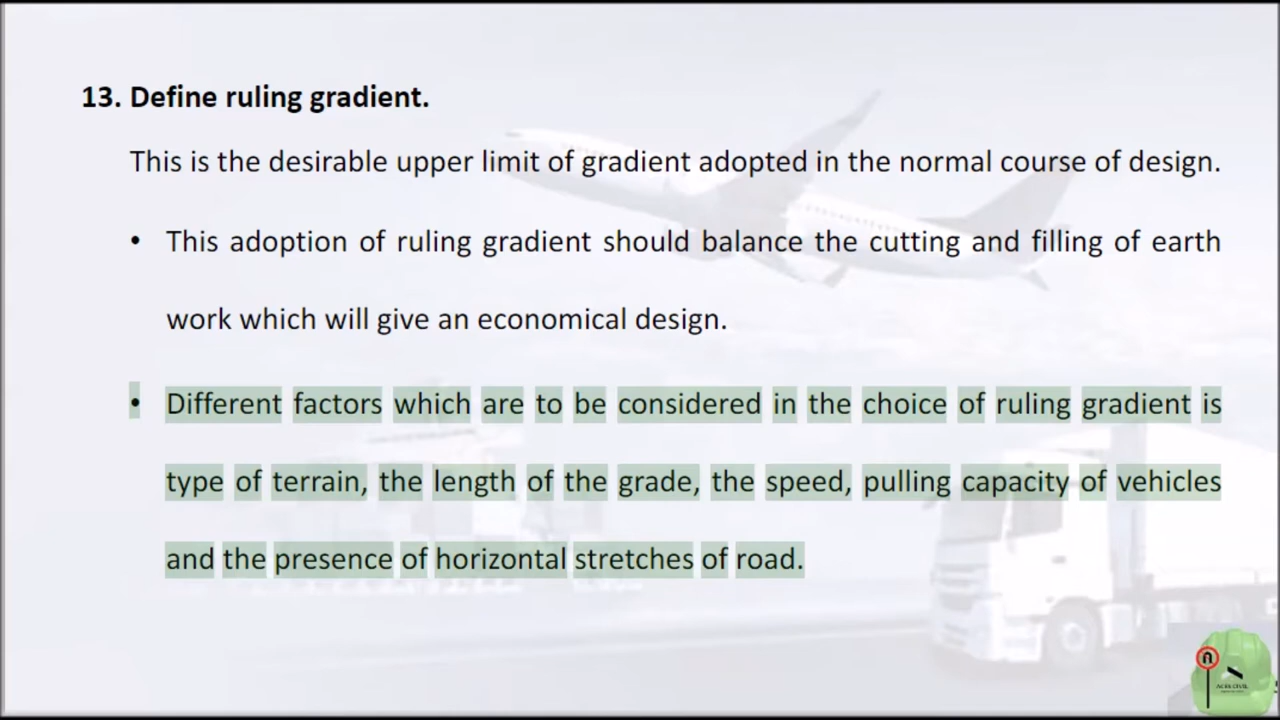 13. Define ruling gradient.
This is the desirable upper limit of gradient adopted in the normal course of design.
• This adoption of ruling gradient should balance the cutting and filling of earth
work which will give an economical design.
• Different factors which are to be considered in the choice of ruling gradient is
type of terrain, the length of the grade, the speed, pulling capacity of vehicles
and the presence of horizontal stretches of road.